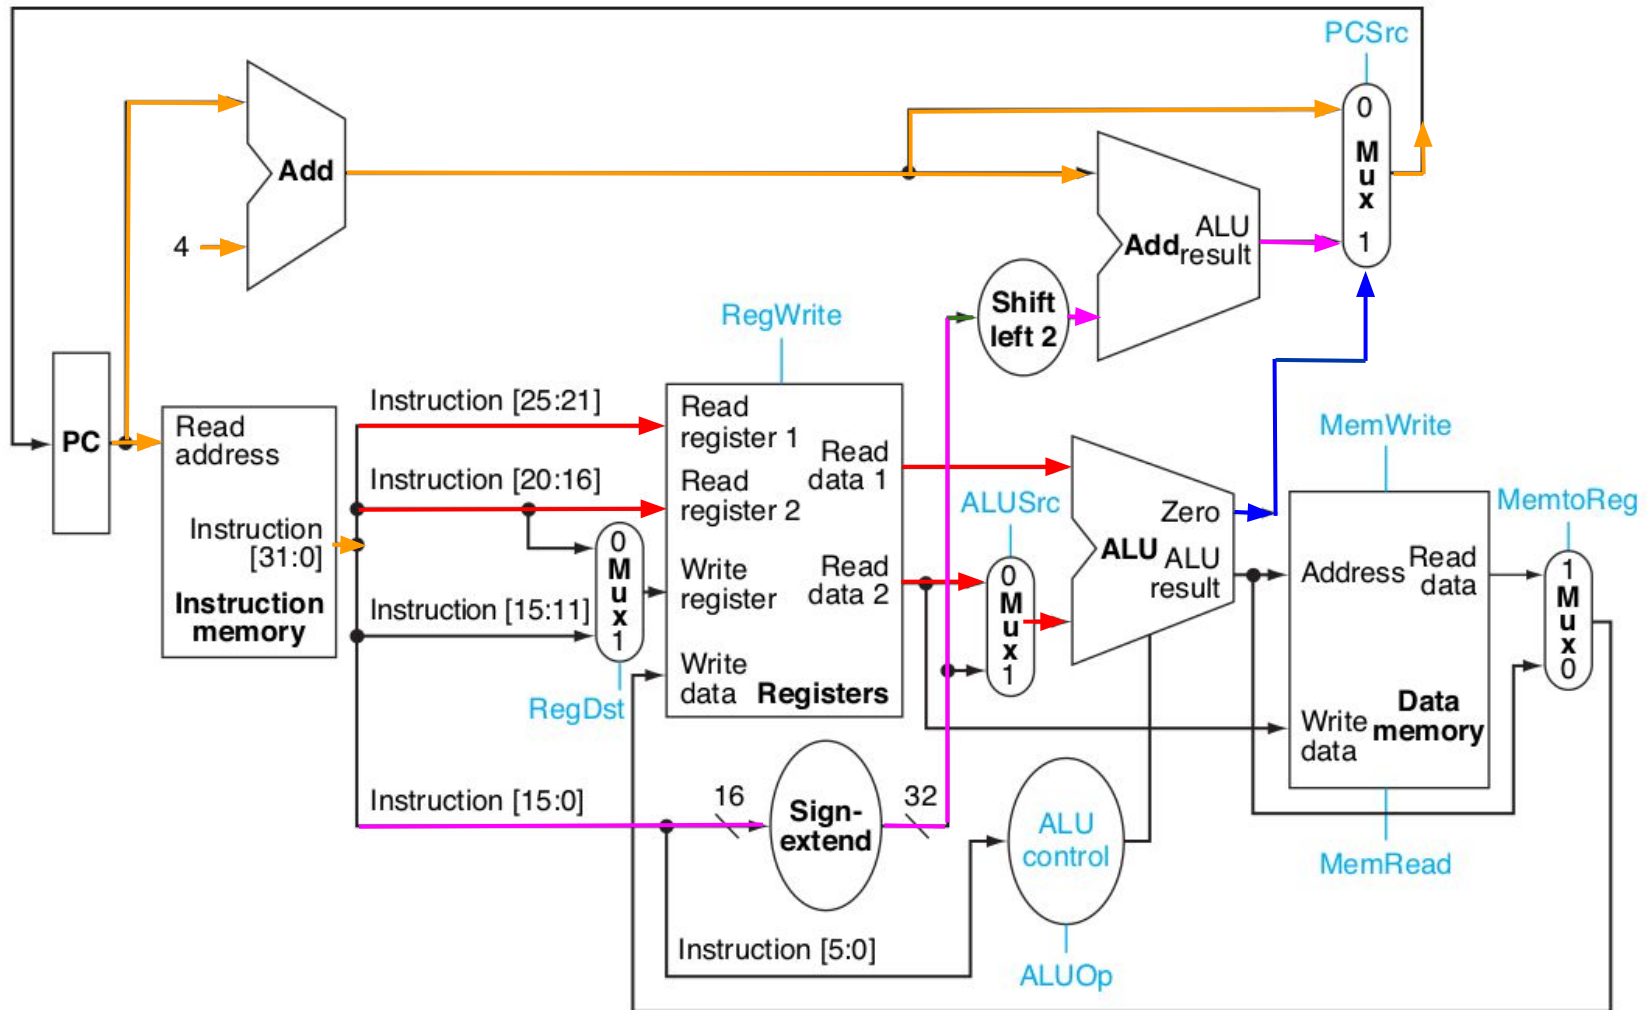 PCSrc
0
M
u
x
1
Add
4
ALU
Add result
Shift
left 2
RegWrite
PC
Read
address
Instruction
[31:0]
Instruction
memory
Instruction [25:21]
Instruction [20:16]
Instruction [15:11]
Instruction [15:0]
Instruction [5:0]
0
M
u
x
1
RegDst
Read
register 1
Read
register 2
Write
register
Write
data
Read
data 1
Read
data 2
Registers
16
Sign-
extend
32
ALUSrc
0
M
u
x
1
Zero
ALU
ALU
result
ALU
control
ALUOp
MemWrite
Address
Read
data
Write
data
Data
memory
MemRead
MemtoReg
1
M
u
x
0